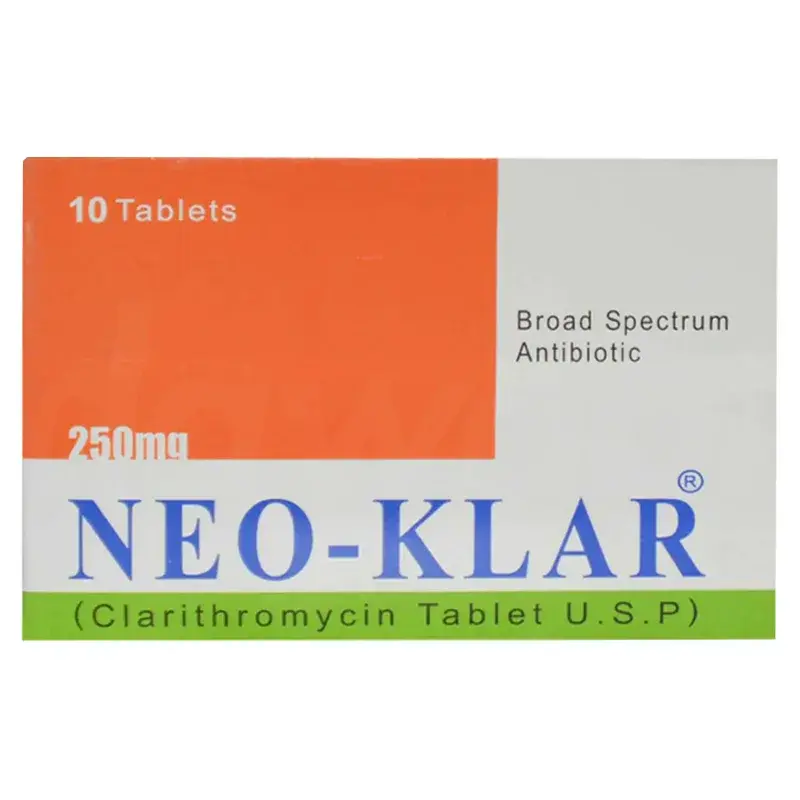 10 Tablets
Broad Spectrum
Antibiotic
250mg
NEO-KLAR®
(Clarithromycin Tablet U.S.P)